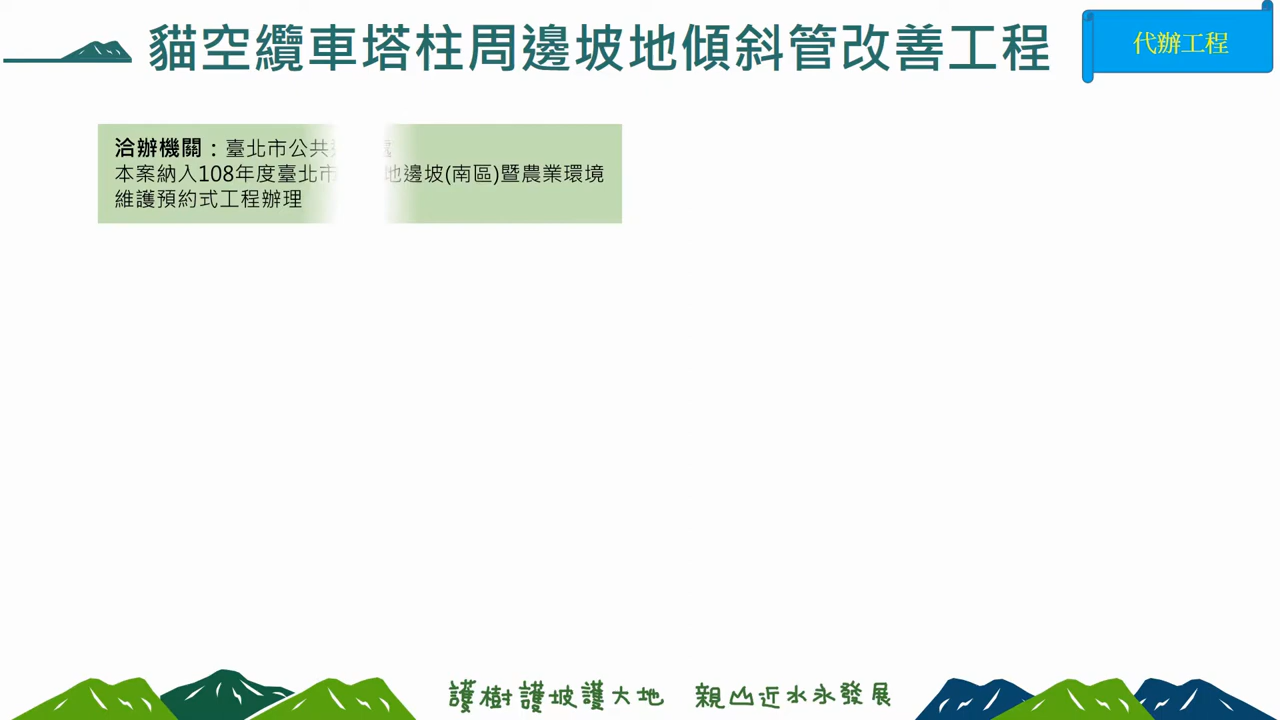 貓空纜車塔柱周邊坡地傾斜管改善工程
代辦工程
洽辦機關：臺北市公共
本案納入108年度臺北市 地邊坡(南區)暨農業環境
維護預約式工程辦理
護樹護坡護大地 親山近水永發展